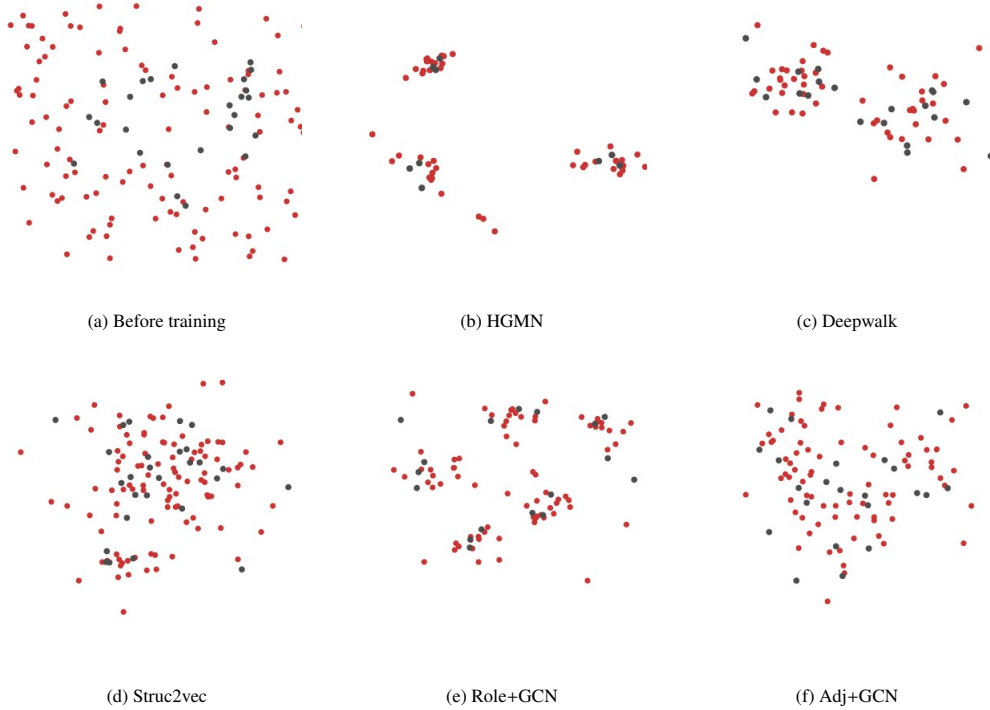 (a) Before training
(b) HGMN
(c) Deepwalk
(d) Struc2vec
(e) Role+GCN
(f) Adj+GCN